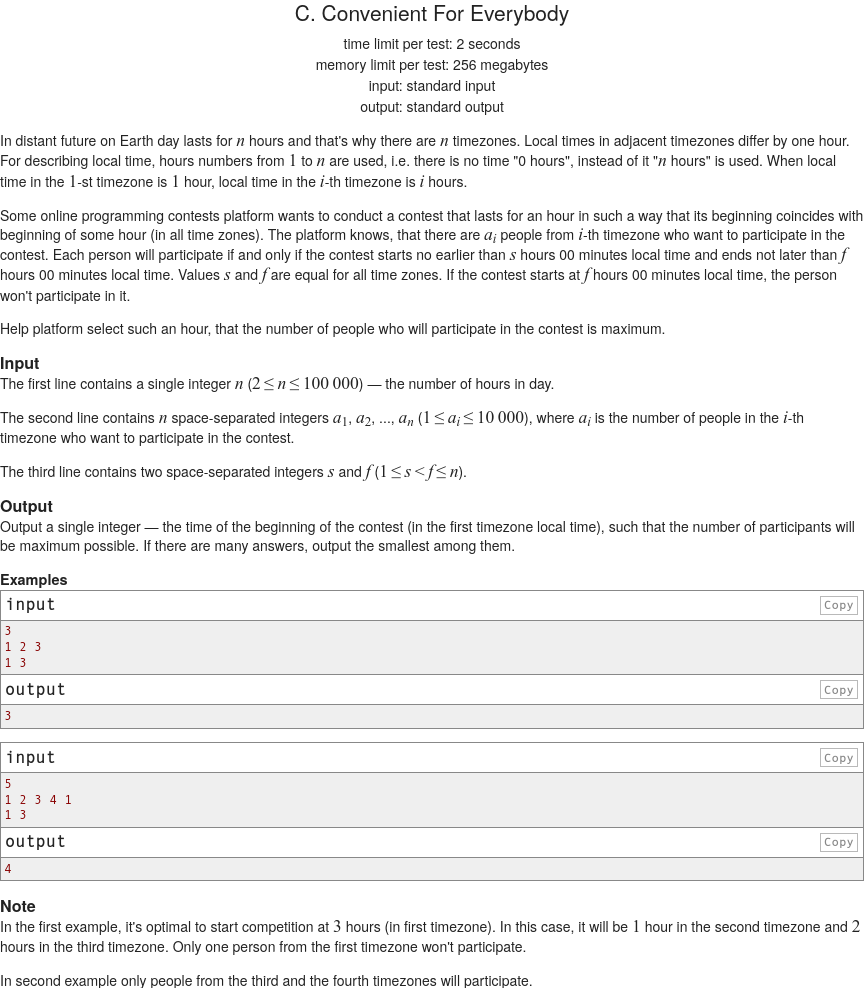 C. Convenient For Everybody
time limit per test: 2 seconds
memory limit per test: 256 megabytes
input: standard input
output: standard output
In distant future on Earth day lasts for n hours and that's why there are n timezones. Local times in adjacent timezones differ by one hour.
For describing local time, hours numbers from 1 to n are used, i.e. there is no time "0 hours", instead of it "n hours" is used. When local
time in the 1-st timezone is 1 hour, local time in the i-th timezone is i hours.
Some online programming contests platform wants to conduct a contest that lasts for an hour in such a way that its beginning coincides with
beginning of some hour (in all time zones). The platform knows, that there are aᵢ people from i-th timezone who want to participate in the
contest. Each person will participate if and only if the contest starts no earlier than s hours 00 minutes local time and ends not later than f
hours 00 minutes local time. Values s and f are equal for all time zones. If the contest starts at f hours 00 minutes local time, the person
won't participate in it.
Help platform select such an hour, that the number of people who will participate in the contest is maximum.
Input
The first line contains a single integer n (2 ≤ n ≤ 100 000) — the number of hours in day.
The second line contains n space-separated integers a₁, a₂, ..., aₙ (1 ≤ aᵢ ≤ 10 000), where aᵢ is the number of people in the i-th
timezone who want to participate in the contest.
The third line contains two space-separated integers s and f (1 ≤ s < f ≤ n).
Output
Output a single integer — the time of the beginning of the contest (in the first timezone local time), such that the number of participants will
be maximum possible. If there are many answers, output the smallest among them.
Examples
input Copy
3
1 2 3
1 3
output Copy
3
input Copy
5
1 2 3 4 1
1 3
output Copy
4
Note
In the first example, it's optimal to start competition at 3 hours (in first timezone). In this case, it will be 1 hour in the second timezone and 2
hours in the third timezone. Only one person from the first timezone won't participate.
In second example only people from the third and the fourth timezones will participate.